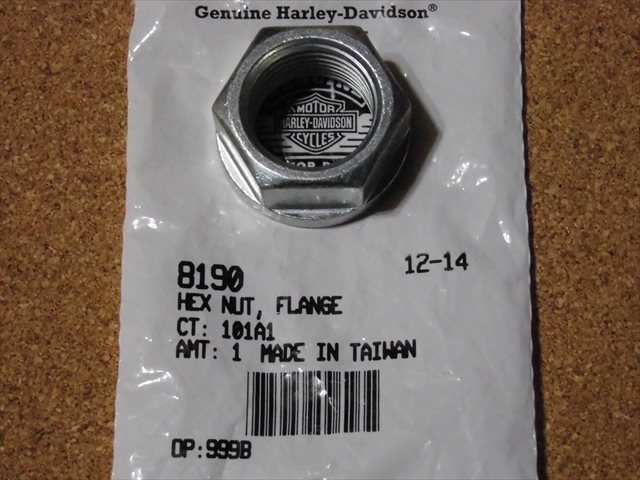 Genuine Harley-Davidson®
MOTOR
HARLEY-DAVIDSON
CYCLES
8190
12-14
HEX NUT, FLANGE
CT: 101A1
AMT: 1 MADE IN TAIWAN
OP:999B